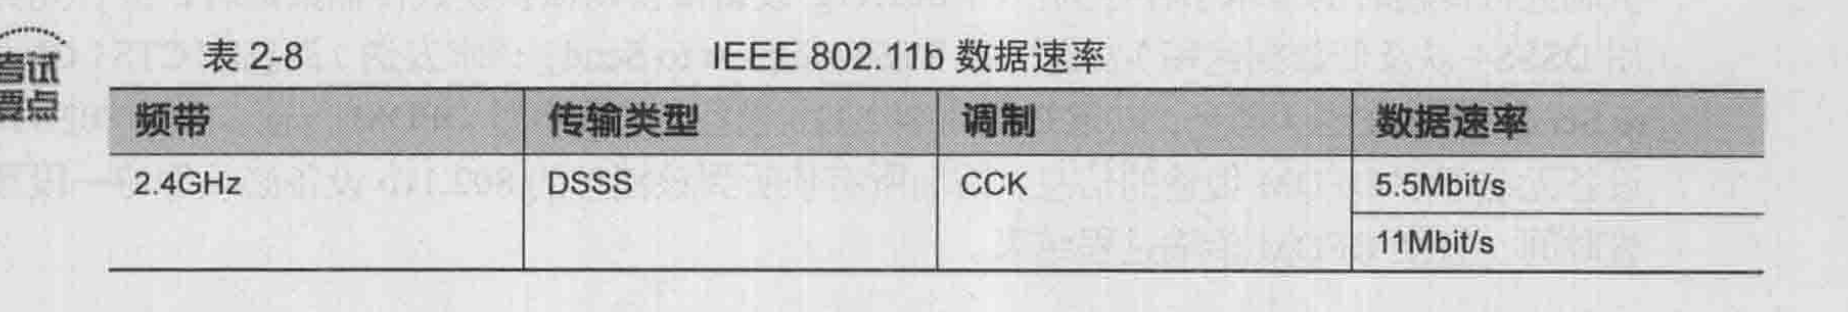 考试
要点
表 2-8 IEEE 802.11b 数据速率
频带 传输类型 调制 数据速率
2.4GHz DSSS CCK 5.5Mbit/s
11Mbit/s